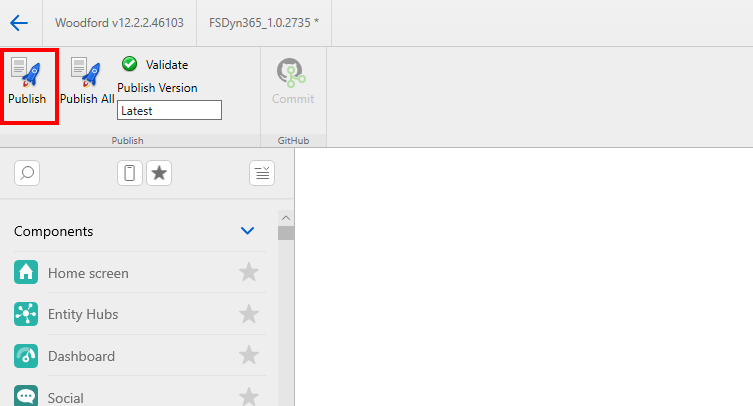 Woodford v12.2.2.46103
FSDyn365_1.0.2735 *
Publish
Publish All
Validate
Publish Version
Latest
Commit
Publish
GitHub
Components
Home screen
Entity Hubs
Dashboard
Social